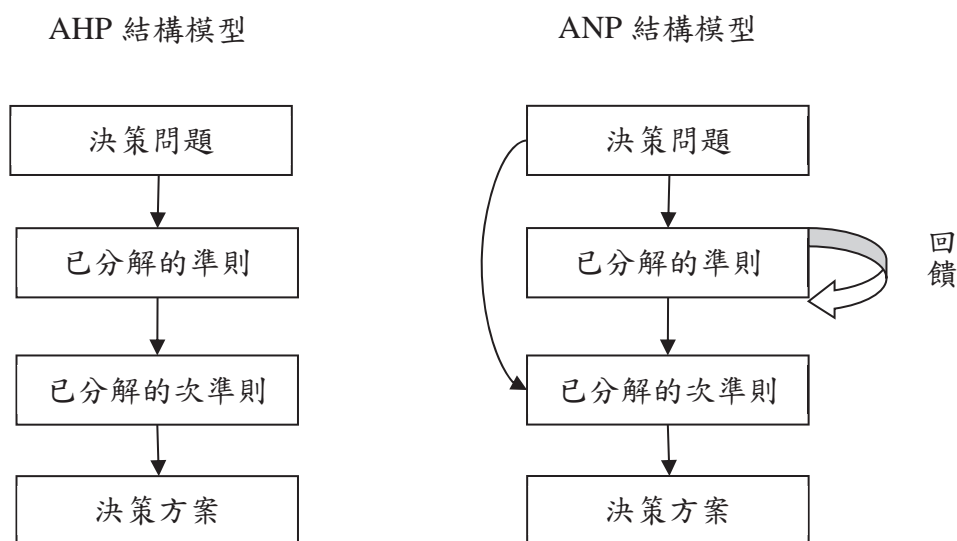 AHP 結構模型
決策問題
已分解的準則
已分解的次準則
決策方案
ANP 結構模型
決策問題
已分解的準則
回饋
已分解的次準則
決策方案